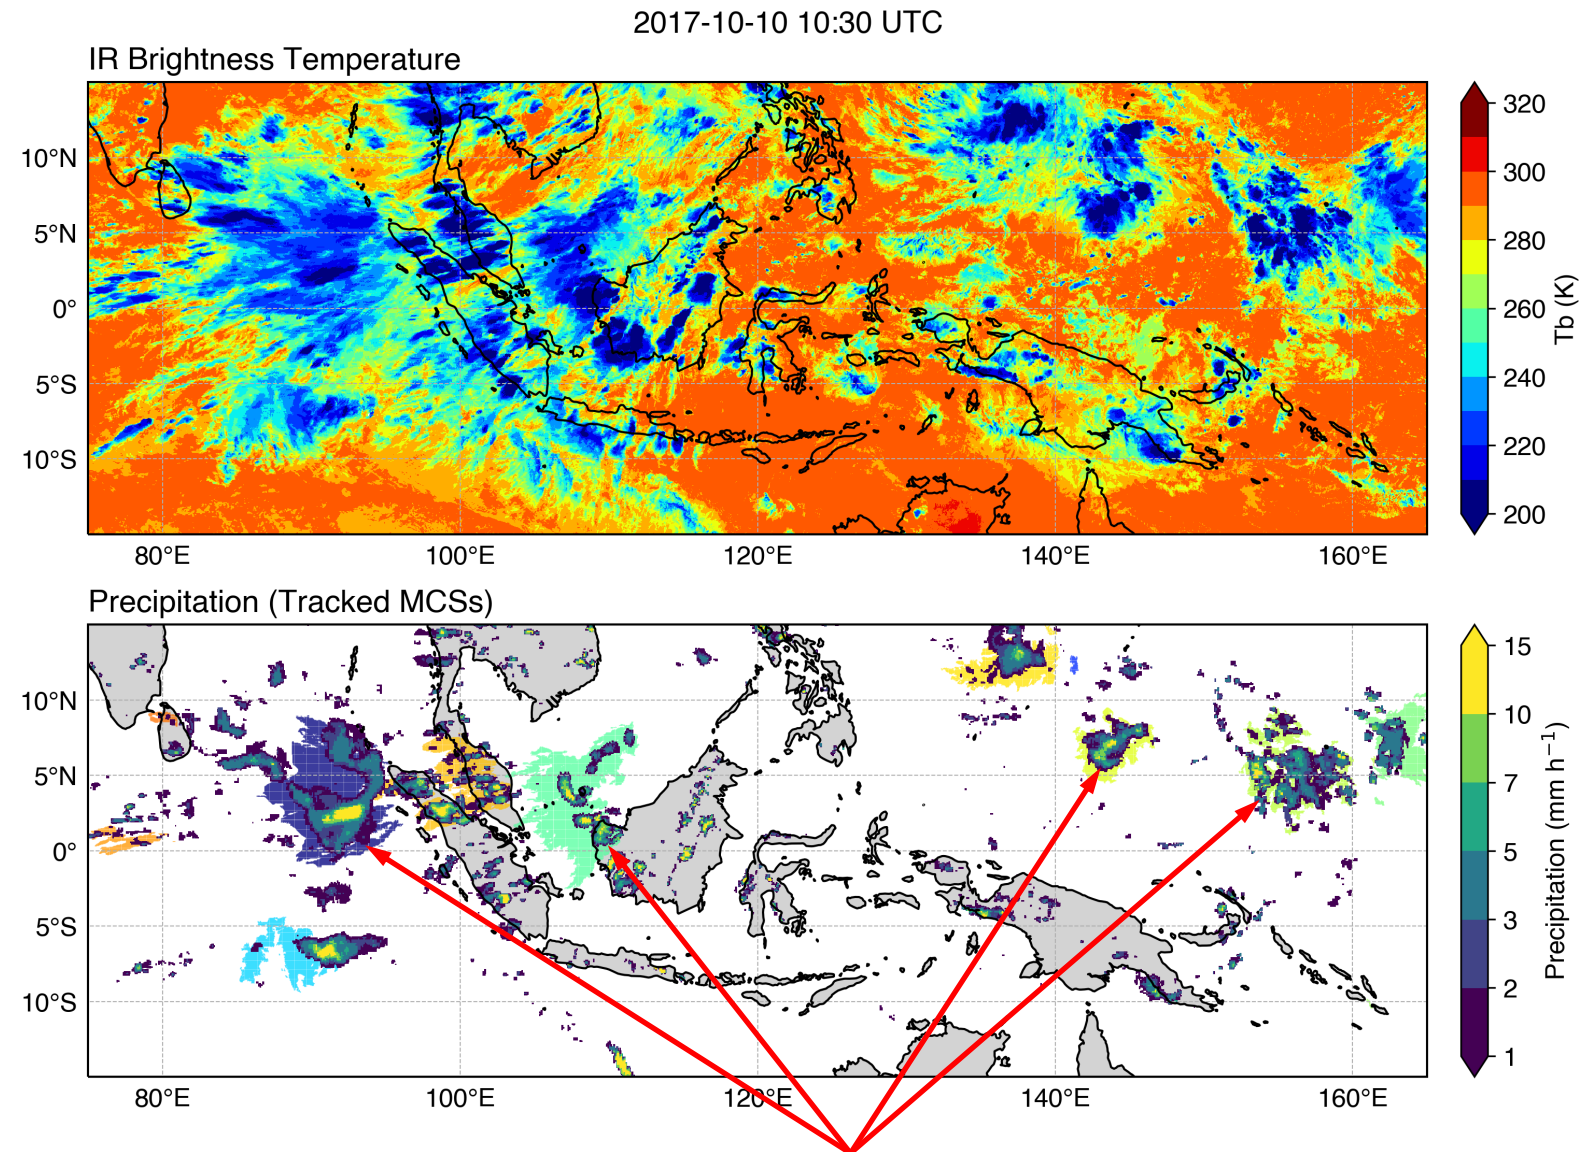 2017-10-10 10:30 UTC
IR Brightness Temperature
10°N
5°N
0°
5°S
10°S
80°E 100°E 120°E 140°E 160°E
320
300
280
260
240
220
200
Tb (K)
Precipitation (Tracked MCSs)
10°N
5°N
0°
5°S
10°S
80°E 100°E 120°E 140°E 160°E
15
10
7
5
3
2
1
Precipitation (mm h⁻¹)